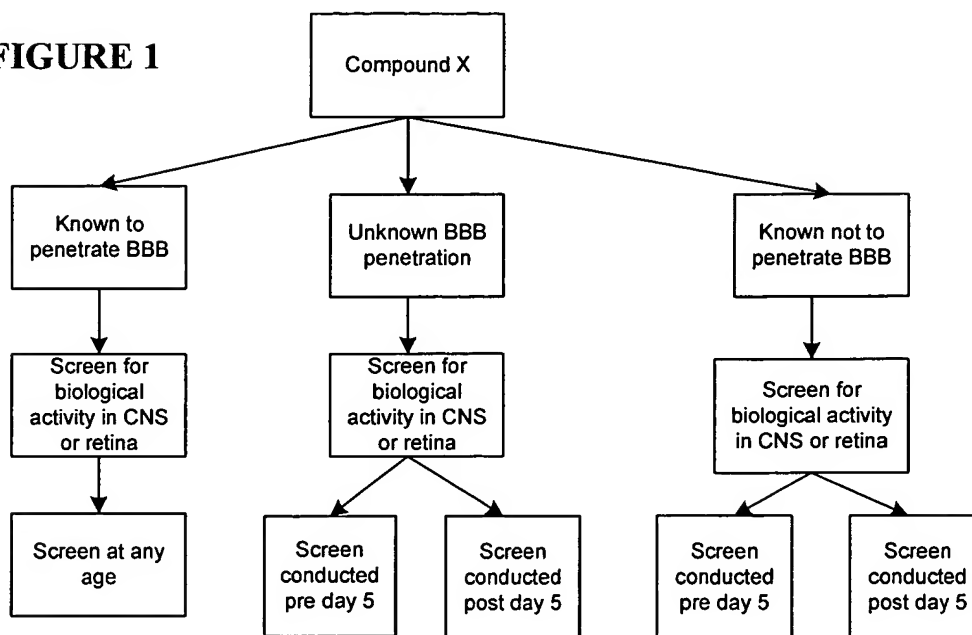 FIGURE 1
Compound X
Known to
penetrate BBB
Unknown BBB
penetration
Known not to
penetrate BBB
Screen for
biological
activity in CNS
or retina
Screen for
biological
activity in CNS
or retina
Screen for
biological activity
in CNS or retina
Screen at any
age
Screen
conducted
pre day 5
Screen
conducted
post day 5
Screen
conducted
pre day 5
Screen
conducted
post day 5